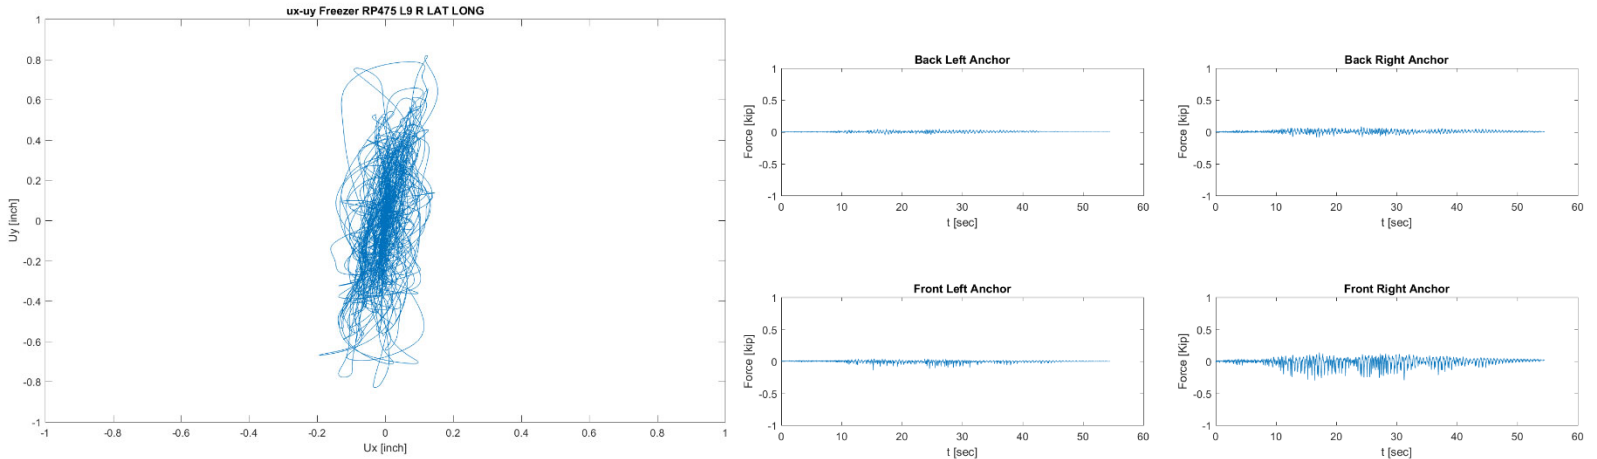 ux-uy Freezer RP475 L9 R LAT LONG
1
0.8
0.6
0.4
0.2
0
-0.2
-0.4
-0.6
-0.8
-1
Uy [inch]
-1 -0.8 -0.6 -0.4 -0.2 0 0.2 0.4 0.6 0.8 1
Ux [inch]
Back Left Anchor
1
0.5
0
-0.5
-1
Force [kip]
0 10 20 30 40 50 60
t [sec]
Back Right Anchor
1
0.5
0
-0.5
-1
Force [kip]
0 10 20 30 40 50 60
t [sec]
Front Left Anchor
1
0.5
0
-0.5
-1
Force [kip]
0 10 20 30 40 50 60
t [sec]
Front Right Anchor
1
0.5
0
-0.5
-1
Force [Kip]
0 10 20 30 40 50 60
t [sec]